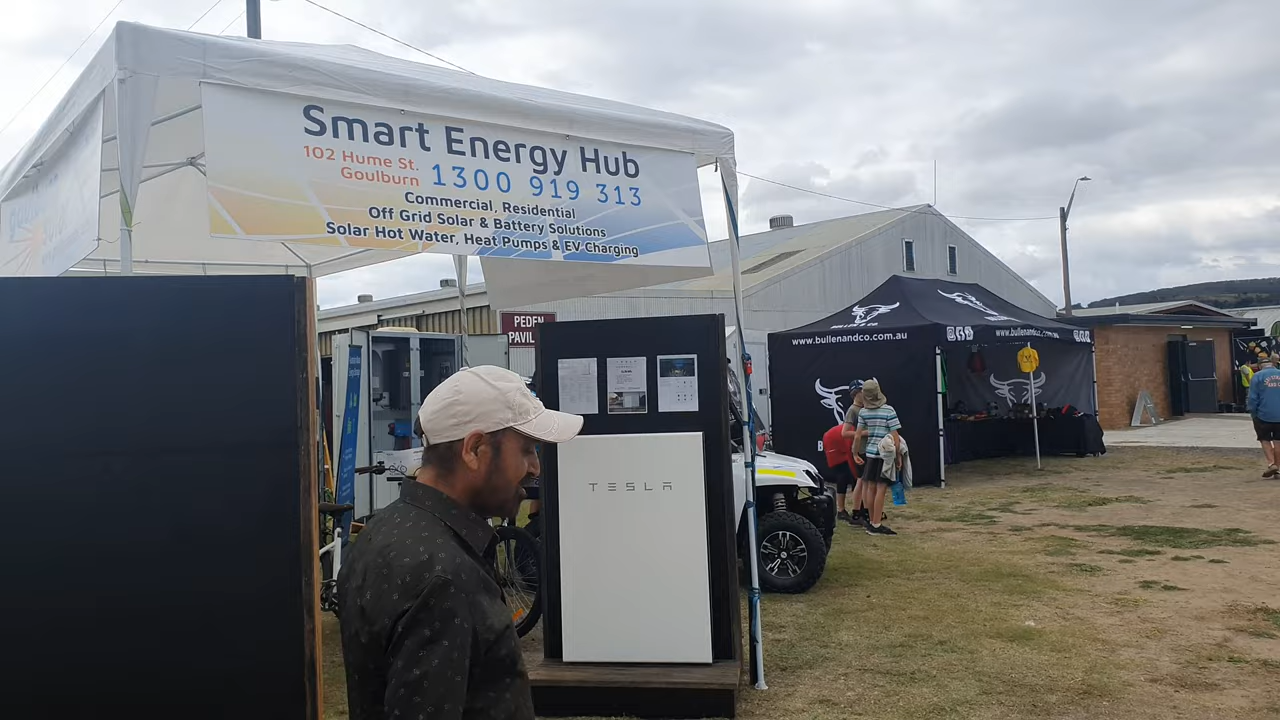 Smart Energy Hub
102 Hume St.
Goulburn
1300 919 313
Commercial, Residential
Off Grid Solar & Battery Solutions
Solar Hot Water, Heat Pumps & EV Charging
PEDEN
PAVIL
TESLA
www.bullenandco.com.au
www.bullenandco.com.au